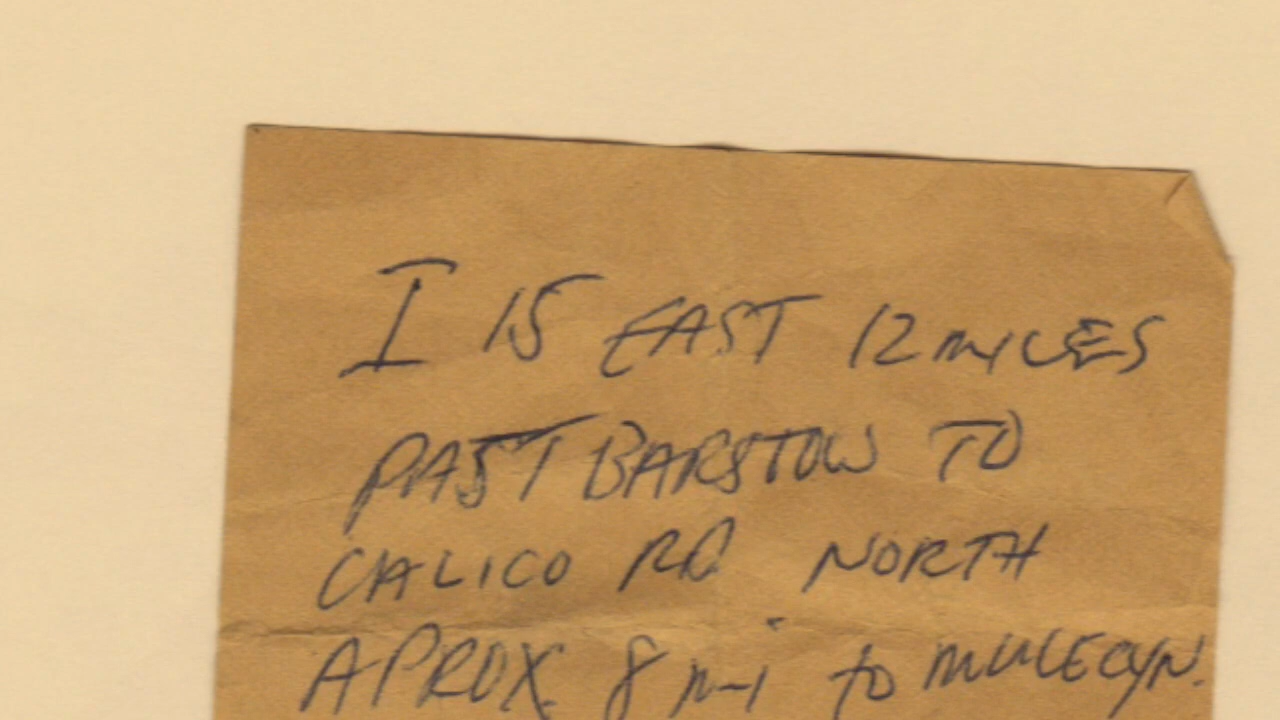 I 15 EAST 12 MILES
PAST BARSTOW TO
CALICO RD NORTH
APROX. 8 mi to MULECYN.